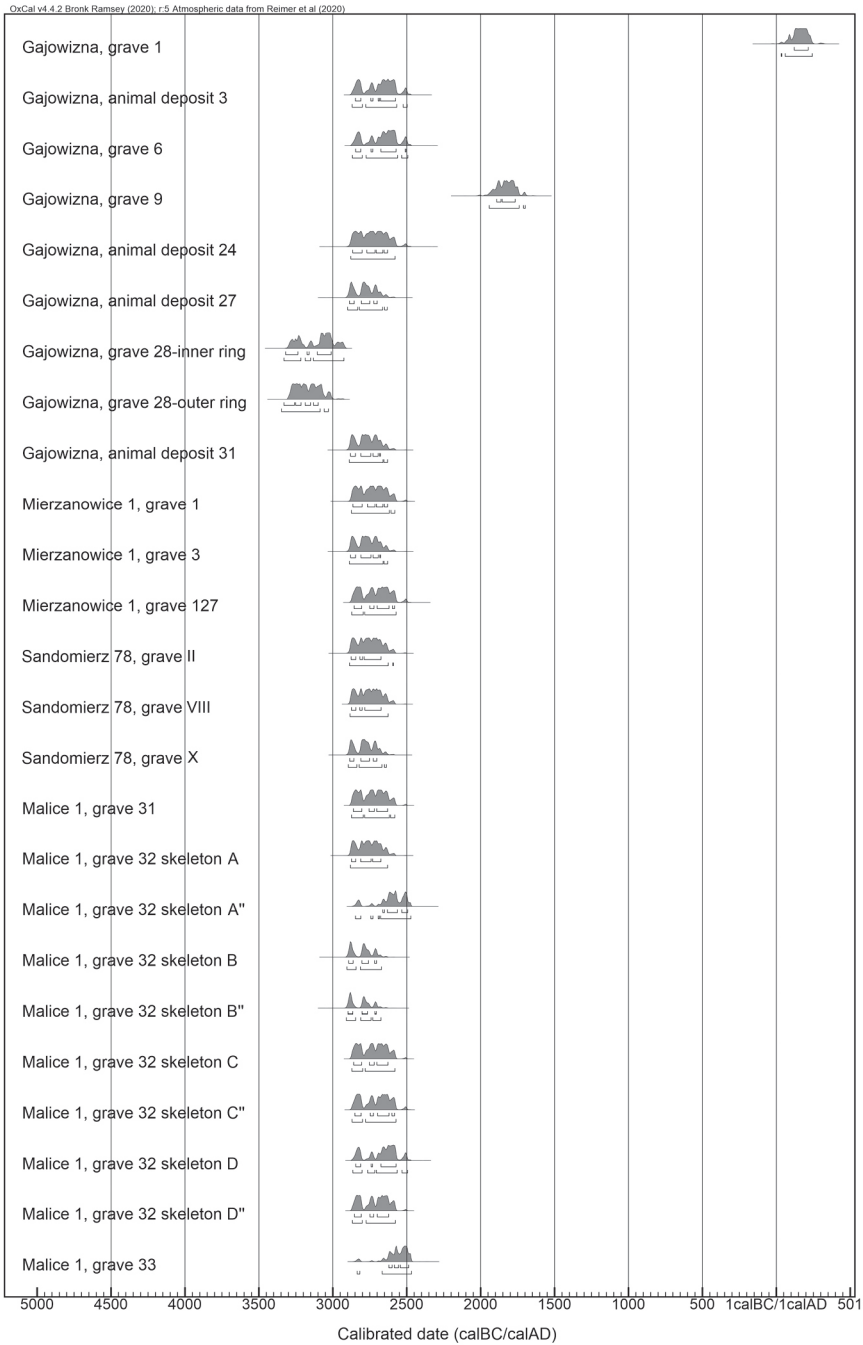 OxCal v4.4.2 Bronk Ramsey (2020); r:5 Atmospheric data from Reimer et al (2020)
Gajowizna, grave 1
Gajowizna, animal deposit 3
Gajowizna, grave 6
Gajowizna, grave 9
Gajowizna, animal deposit 24
Gajowizna, animal deposit 27
Gajowizna, grave 28-inner ring
Gajowizna, grave 28-outer ring
Gajowizna, animal deposit 31
Mierzanowice 1, grave 1
Mierzanowice 1, grave 3
Mierzanowice 1, grave 127
Sandomierz 78, grave II
Sandomierz 78, grave VIII
Sandomierz 78, grave X
Malice 1, grave 31
Malice 1, grave 32 skeleton A
Malice 1, grave 32 skeleton A"
Malice 1, grave 32 skeleton B
Malice 1, grave 32 skeleton B"
Malice 1, grave 32 skeleton C
Malice 1, grave 32 skeleton C"
Malice 1, grave 32 skeleton D
Malice 1, grave 32 skeleton D"
Malice 1, grave 33
5000 4500 4000 3500 3000 2500 2000 1500 1000 500 1calBC/1calAD 501
Calibrated date (calBC/calAD)